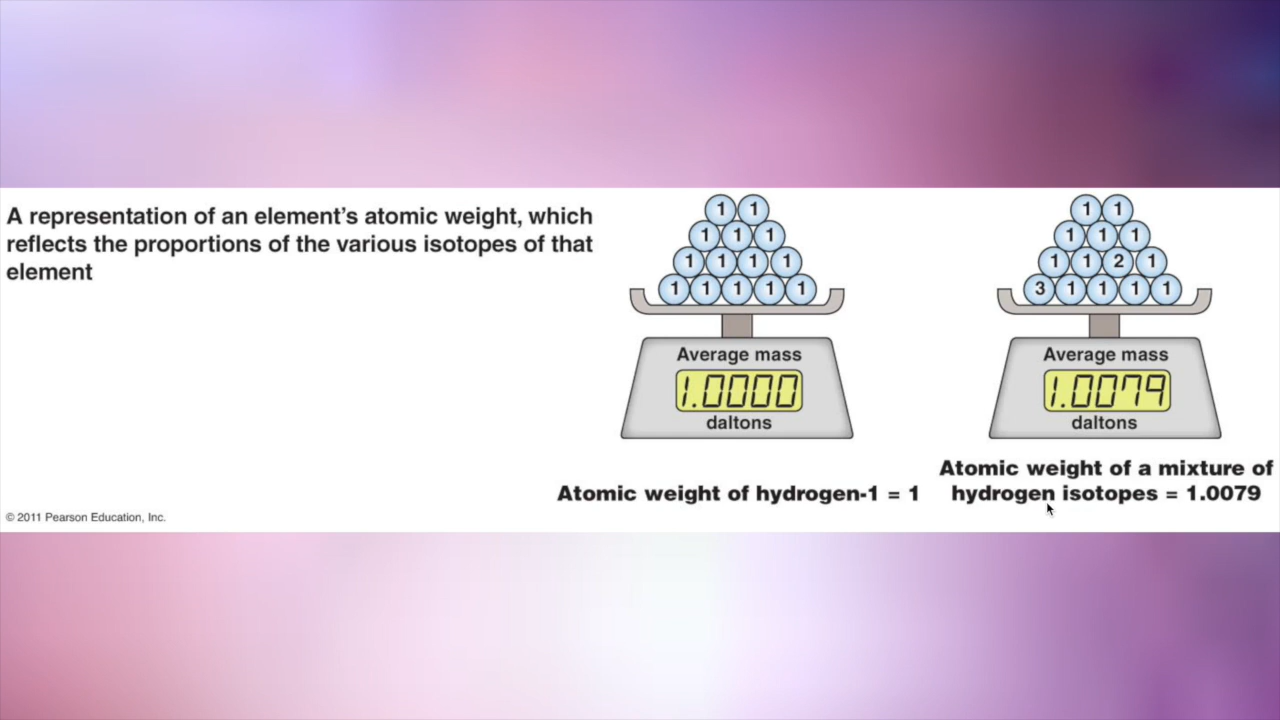 A representation of an element's atomic weight, which
reflects the proportions of the various isotopes of that
element
1 1
1 1 1
1 1 1 1
1 1 1 1 1
Average mass
1.0000
daltons
Atomic weight of hydrogen-1 = 1
1 1
1 1 1
1 1 2 1
3 1 1 1 1
Average mass
1.0079
daltons
Atomic weight of a mixture of
hydrogen isotopes = 1.0079
© 2011 Pearson Education, Inc.